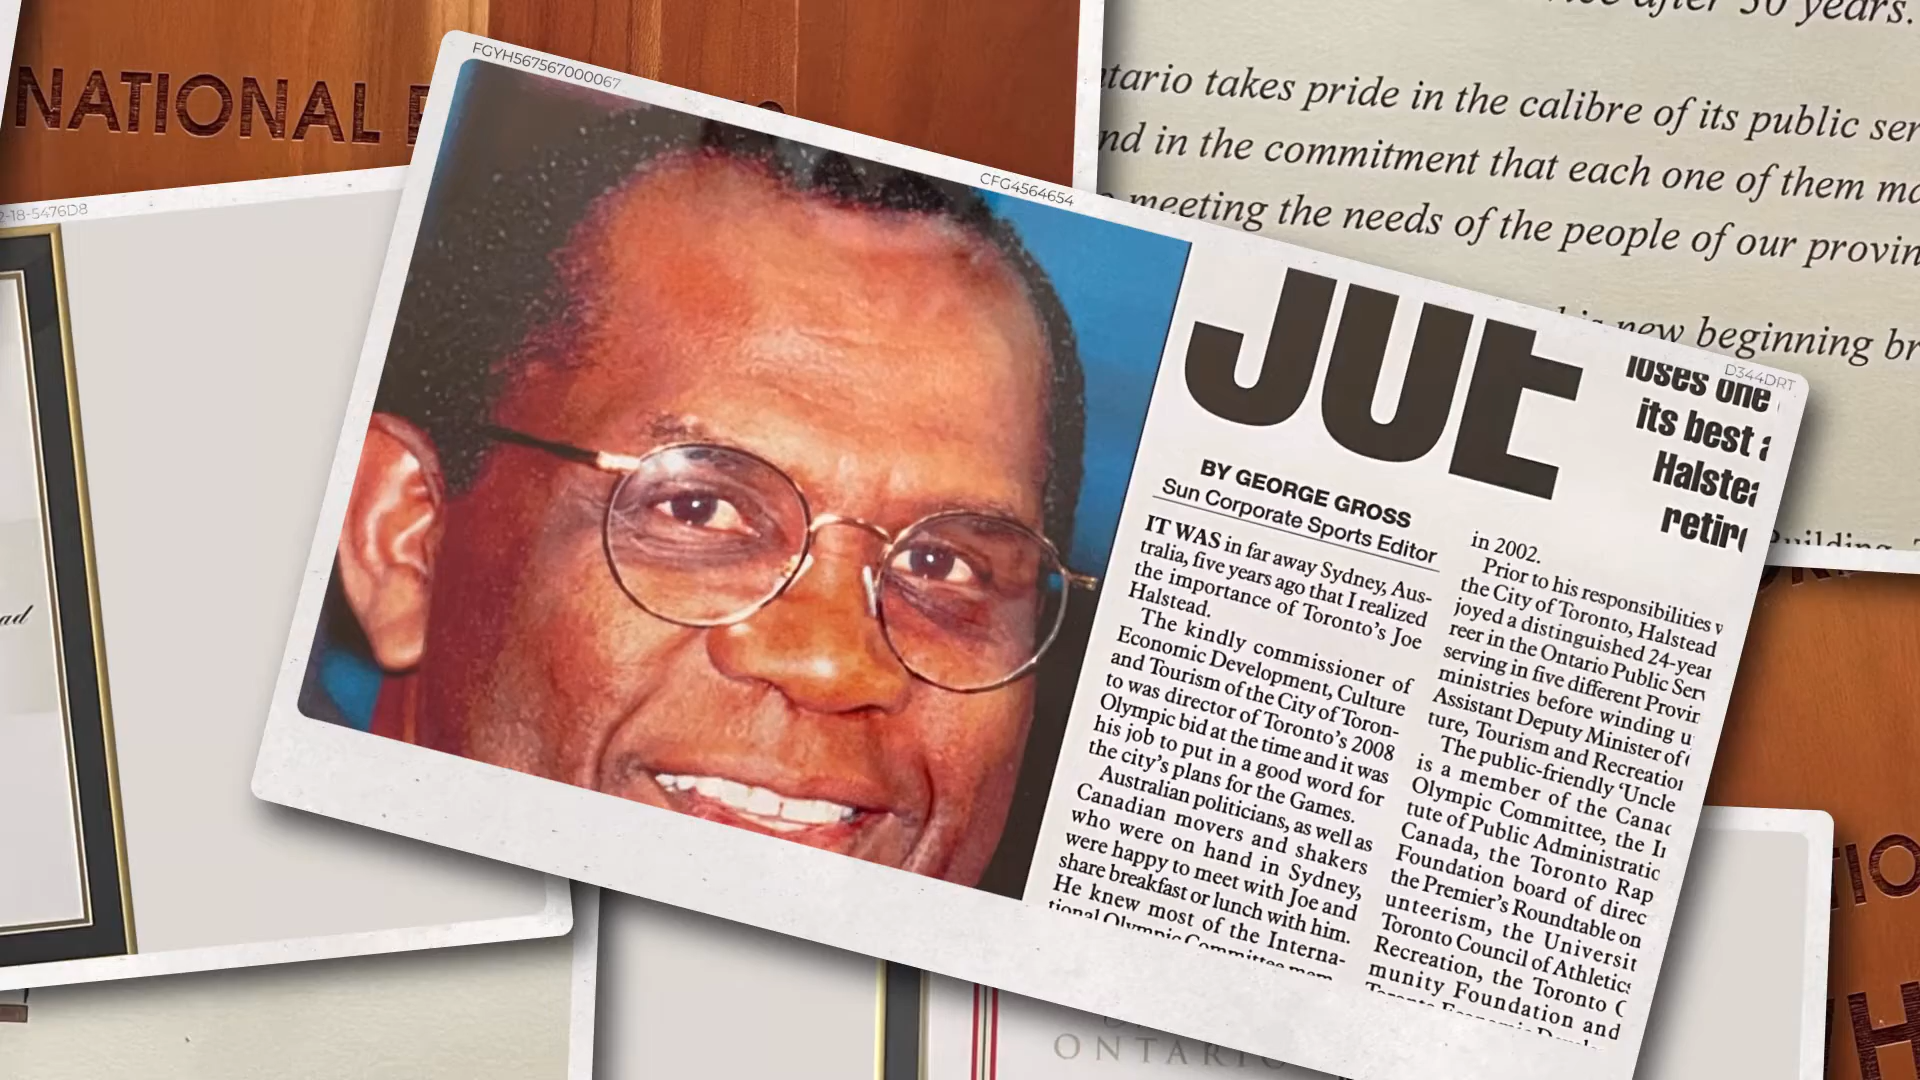 NATIONAL
after 30 years.
takes pride in the calibre of its public
in the commitment that each one of them
meeting the needs of the people of our
new beginning
2-18-5476D8
FGYH567567000067
CFG4564654
D344DRT
JOE
loses one
its best
BY GEORGE GROSS
Sun Corporate Sports Editor
IT WAS in far away Sydney, Aus-
tralia, five years ago that I realized
the importance of Toronto's Joe
Halstead.
The kindly commissioner of
Economic Development, Culture
and Tourism of the City of Toron-
to was director of Toronto's 2008
Olympic bid at the time and it was
his job to put in a good word for
the city's plans for the Games.
Australian politicians, as well as
Canadian movers and shakers
who were on hand in Sydney,
were happy to meet with Joe and
share breakfast or lunch with him.
He knew most of the Interna-
tional Olympic Committee mem
in 2002.
Prior to his responsibilities w
the City of Toronto, Halstead
joyed a distinguished 24-year
reer in the Ontario Public Serv
serving in five different Provin
ministries before winding u
Assistant Deputy Minister of
ture, Tourism and Recreation
The public-friendly 'Uncle
is a member of the Canad
Olympic Committee, the In
tute of Public Administratio
Canada, the Toronto Rap
Foundation board of direc
the Premier's Roundtable on
unteerism, the Universit
Toronto Council of Athletics
Recreation, the Toronto C
munity Foundation and
ONTARIO